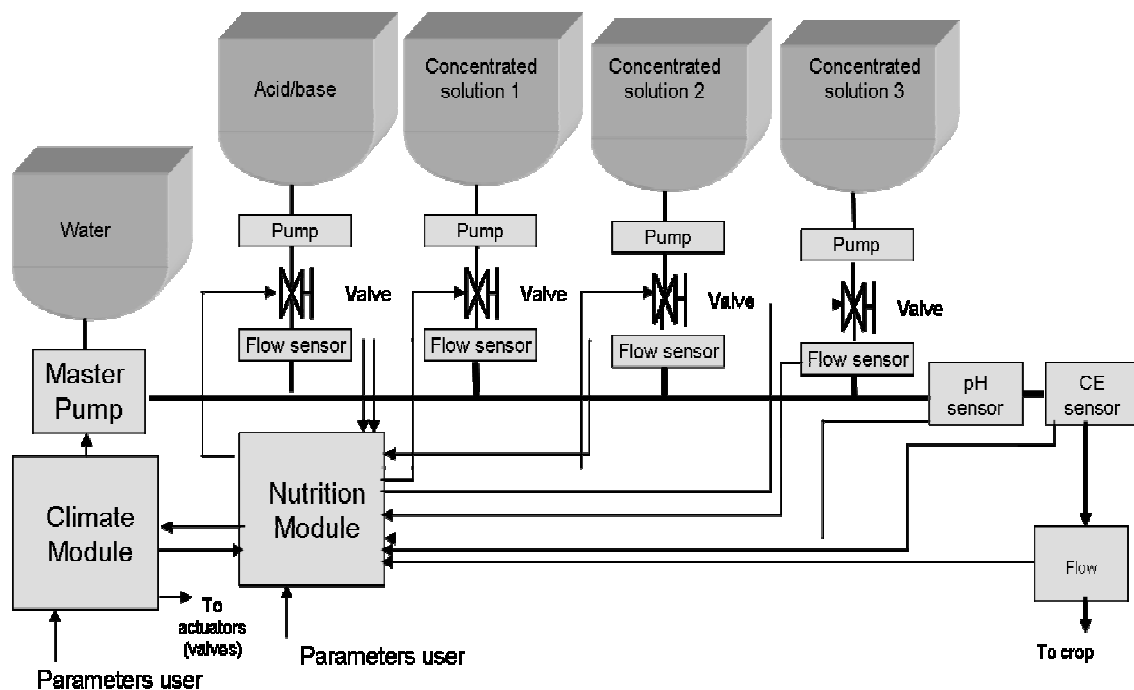 Acid/base
Concentrated
solution 1
Concentrated
solution 2
Concentrated
solution 3
Water
Pump
Pump
Pump
Pump
Valve
Valve
Valve
Valve
Flow sensor
Flow sensor
Flow sensor
Flow sensor
Master
Pump
pH
sensor
CE
sensor
Climate
Module
Nutrition
Module
Flow
To
actuators
(valves)
To crop
Parameters user
Parameters user